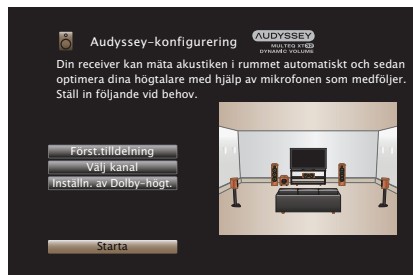 Audyssey-konfigurering
AUDYSSEY
MULTEQ XT32
DYNAMIC VOLUME
Din receiver kan mäta akustiken i rummet automatiskt och sedan
optimera dina högtalare med hjälp av mikrofonen som medföljer.
Ställ in följande vid behov.
Först.tilldelning
Välj kanal
Inställn. av Dolby-högt.
Starta